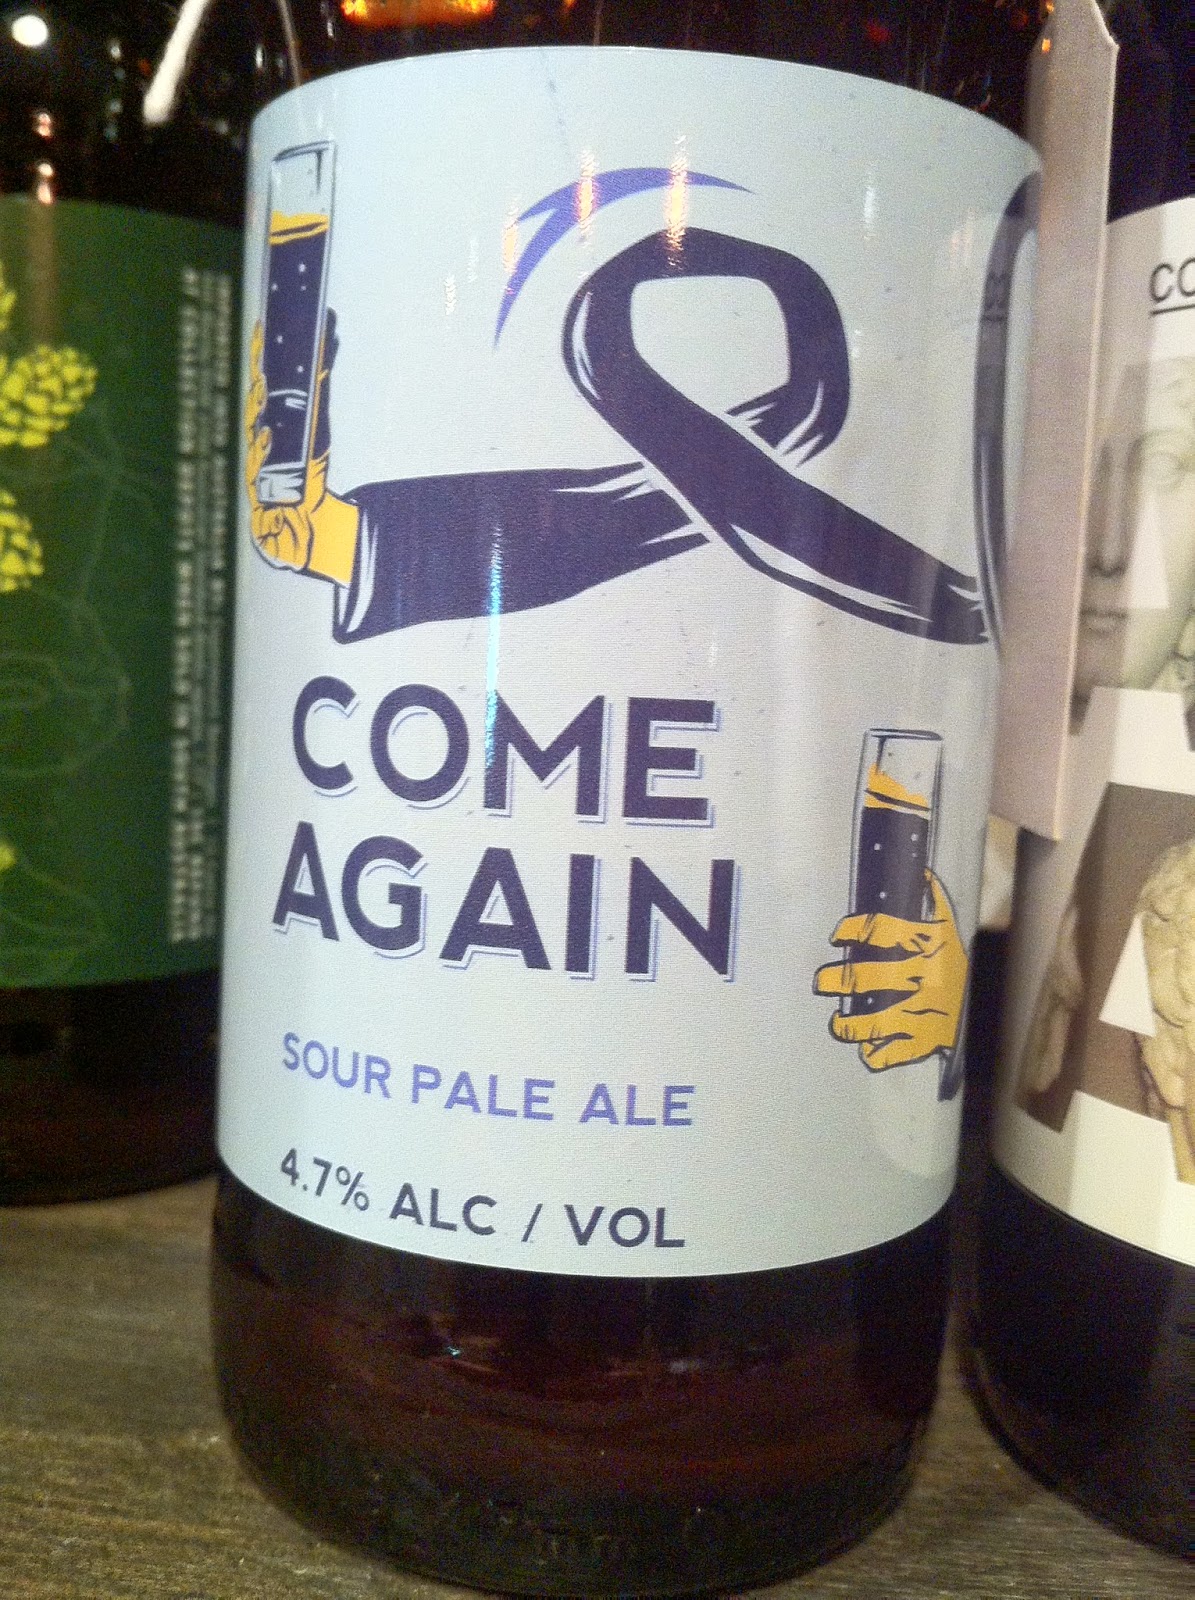 COME
AGAIN
SOUR PALE ALE
4.7% ALC / VOL